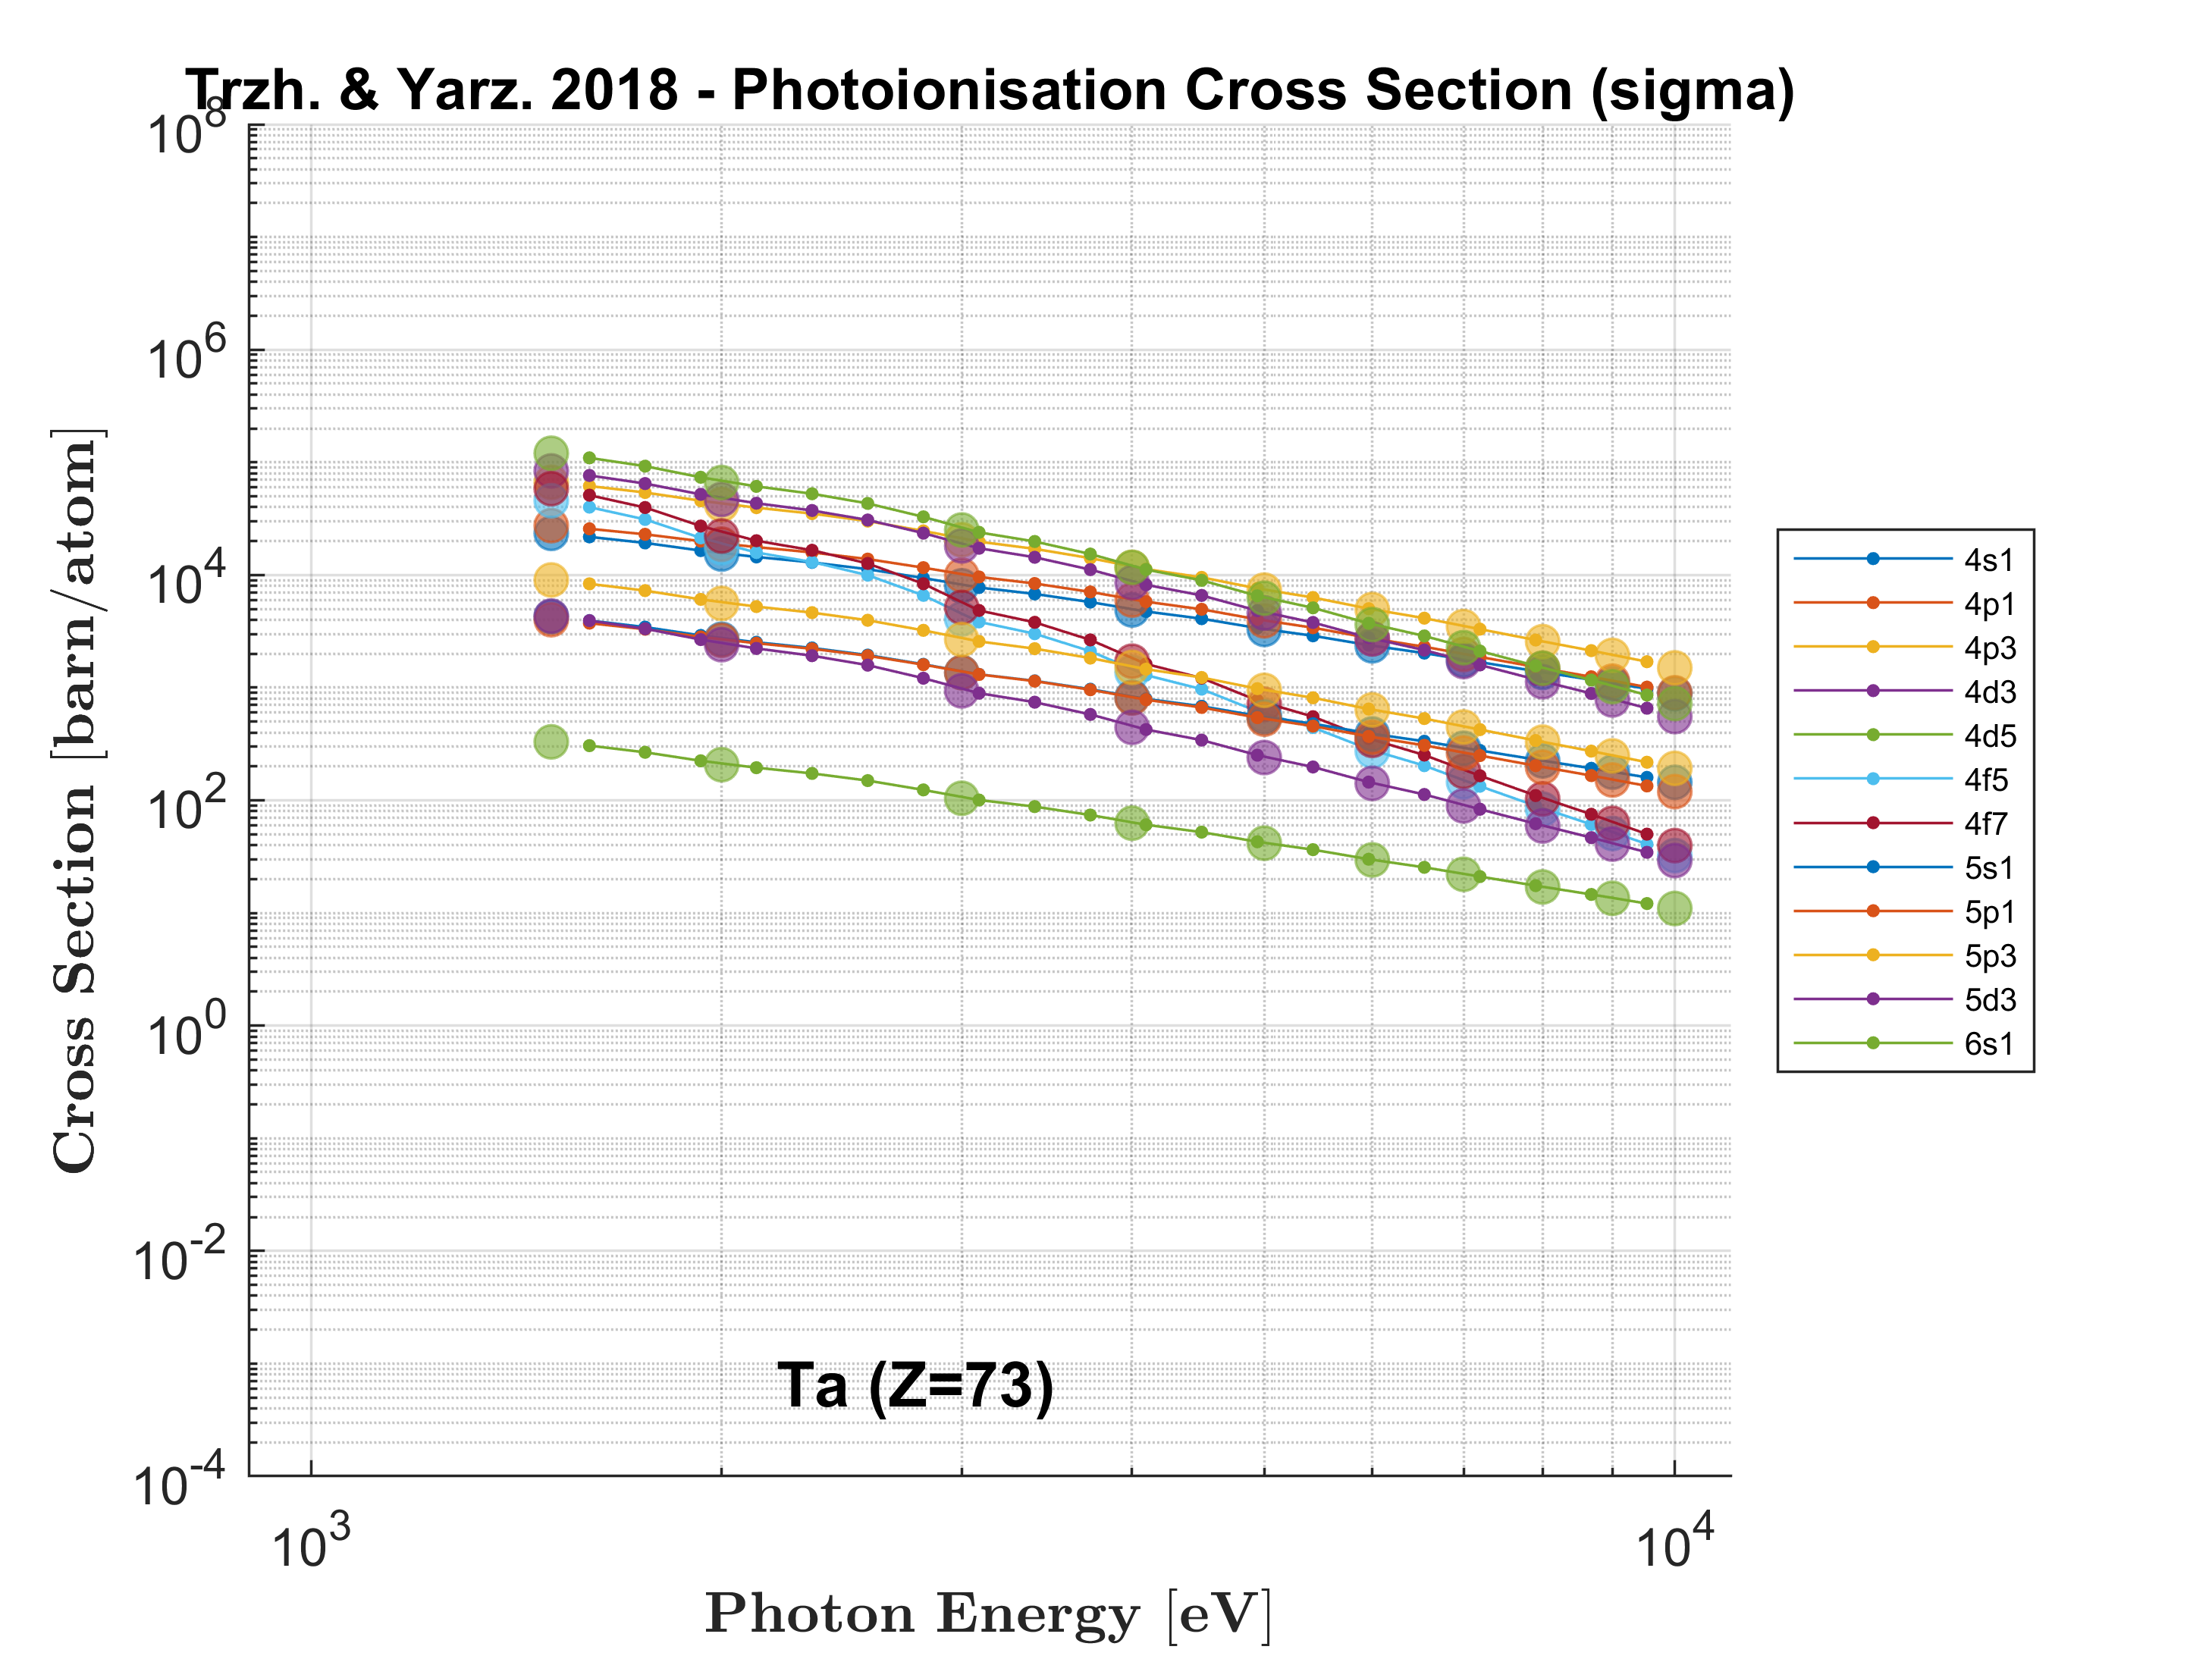 Trzh. & Yarz. 2018 - Photoionisation Cross Section (sigma)
10^8
10^6
10^4
10^2
10^0
10^-2
10^-4
Cross Section [barn/atom]
4s1
4p1
4p3
4d3
4d5
4f5
4f7
5s1
5p1
5p3
5d3
6s1
Ta (Z=73)
10^3
10^4
Photon Energy [eV]